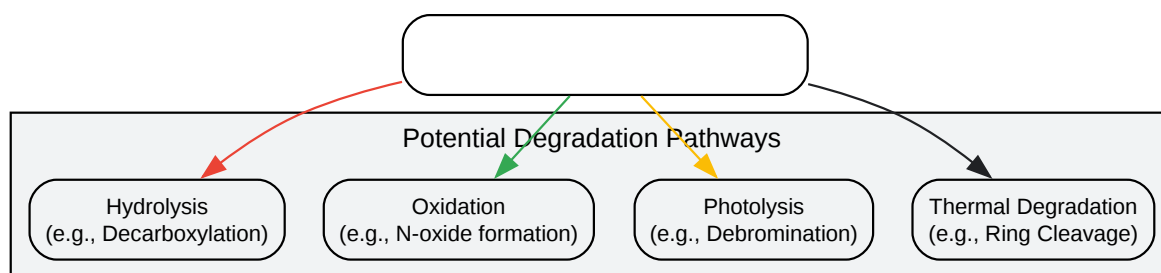 Potential Degradation Pathways
Hydrolysis
(e.g., Decarboxylation)
Oxidation
(e.g., N-oxide formation)
Photolysis
(e.g., Debromination)
Thermal Degradation
(e.g., Ring Cleavage)